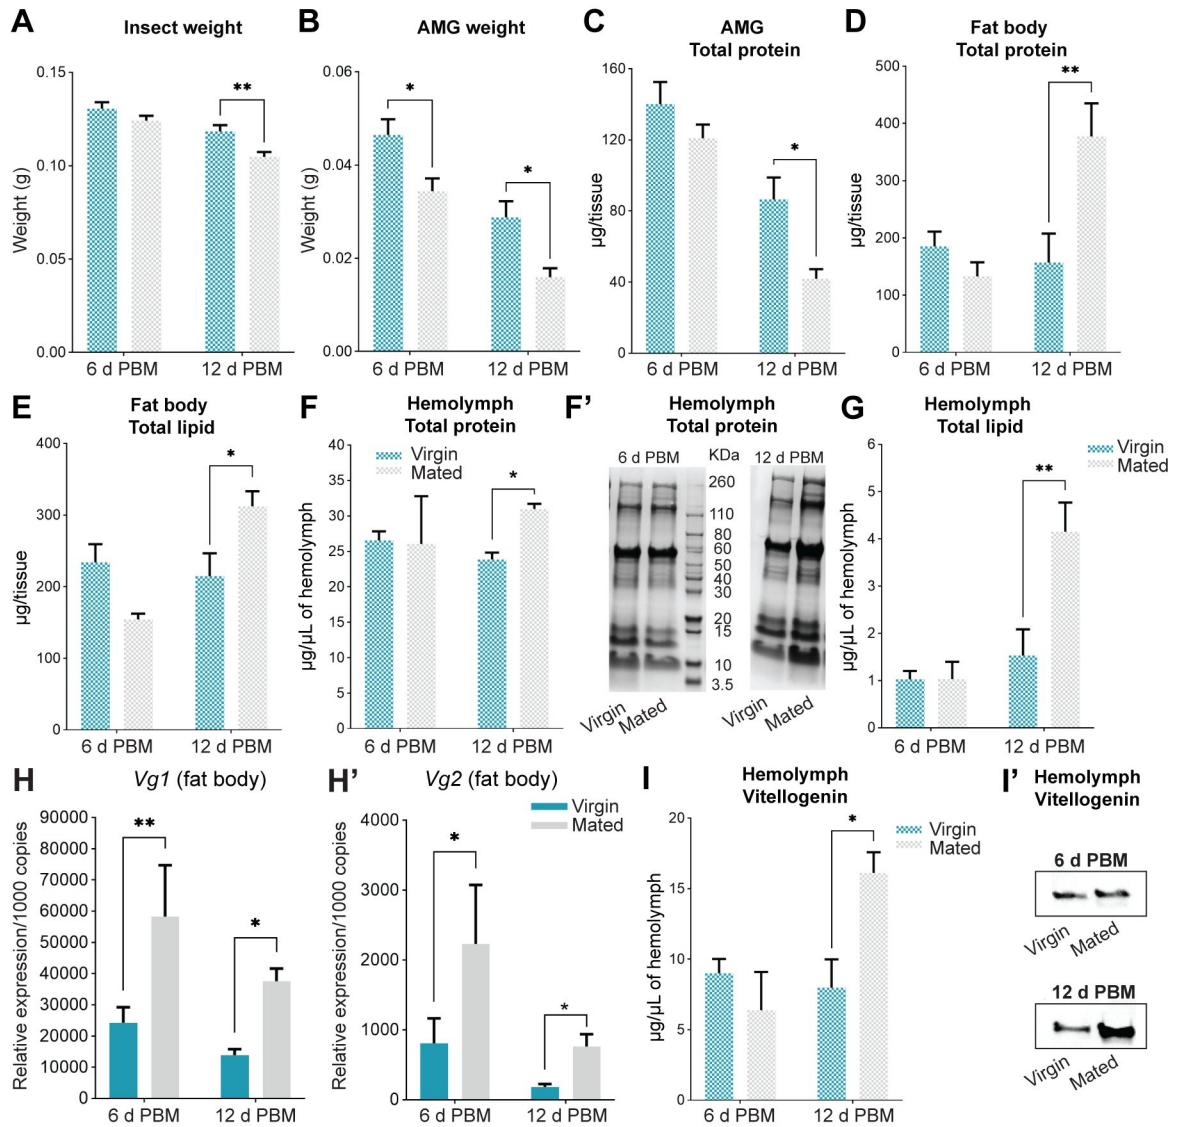 A
Insect weight
Weight (g)
0.15
0.10
0.05
0.00
**
6 d PBM
12 d PBM
B
AMG weight
Weight (g)
0.06
0.04
0.02
0.00
*
*
6 d PBM
12 d PBM
C
AMG
Total protein
µg/tissue
160
120
80
40
0
*
6 d PBM
12 d PBM
D
Fat body
Total protein
µg/tissue
500
400
300
200
100
0
**
6 d PBM
12 d PBM
E
Fat body
Total lipid
µg/tissue
400
300
200
100
0
*
6 d PBM
12 d PBM
F
Hemolymph
Total protein
µg/µL of hemolymph
40
35
30
25
20
15
10
5
0
Virgin
Mated
*
6 d PBM
12 d PBM
F’
Hemolymph
Total protein
6 d PBM
KDa
12 d PBM
260
110
80
60
50
40
30
20
15
10
3.5
Virgin
Mated
Virgin
Mated
G
Hemolymph
Total lipid
µg/µL of hemolymph
6
5
4
3
2
1
0
**
Virgin
Mated
6 d PBM
12 d PBM
H
Vg1 (fat body)
Relative expression/1000 copies
90000
80000
70000
60000
50000
40000
30000
20000
10000
0
**
*
6 d PBM
12 d PBM
H’
Vg2 (fat body)
Relative expression/1000 copies
4000
3000
2000
1000
0
*
*
Virgin
Mated
6 d PBM
12 d PBM
I
Hemolymph
Vitellogenin
µg/µL of hemolymph
20
15
10
5
0
*
Virgin
Mated
6 d PBM
12 d PBM
I’
Hemolymph
Vitellogenin
6 d PBM
Virgin
Mated
12 d PBM
Virgin
Mated